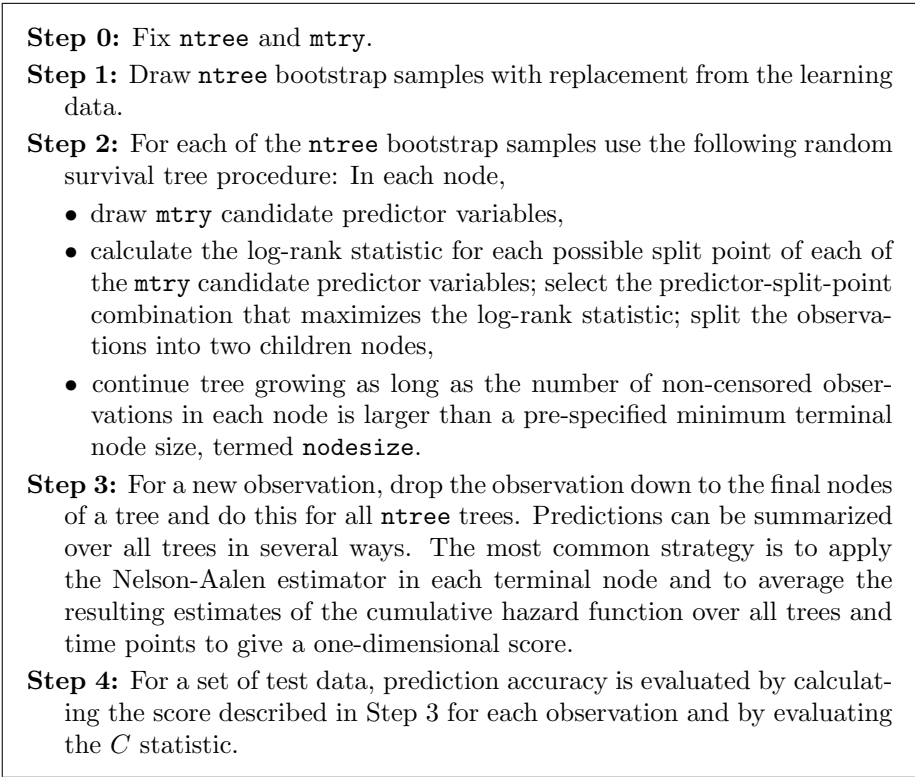 Step 0: Fix ntree and mtry.
Step 1: Draw ntree bootstrap samples with replacement from the learning
data.
Step 2: For each of the ntree bootstrap samples use the following random
survival tree procedure: In each node,
• draw mtry candidate predictor variables,
• calculate the log-rank statistic for each possible split point of each of
the mtry candidate predictor variables; select the predictor-split-point
combination that maximizes the log-rank statistic; split the observa-
tions into two children nodes,
• continue tree growing as long as the number of non-censored obser-
vations in each node is larger than a pre-specified minimum terminal
node size, termed nodesize.
Step 3: For a new observation, drop the observation down to the final nodes
of a tree and do this for all ntree trees. Predictions can be summarized
over all trees in several ways. The most common strategy is to apply
the Nelson-Aalen estimator in each terminal node and to average the
resulting estimates of the cumulative hazard function over all trees and
time points to give a one-dimensional score.
Step 4: For a set of test data, prediction accuracy is evaluated by calculat-
ing the score described in Step 3 for each observation and by evaluating
the C statistic.